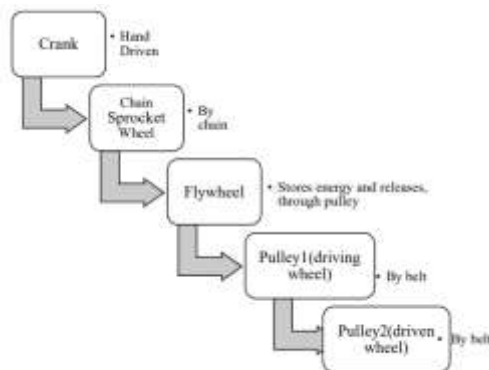 Crank
• Hand
Driven
Chain
Sprocket
Wheel
• By
chain
Flywheel
• Stores energy and releases,
through pulley
Pulley1(driving
wheel)
• By belt
Pulley2(driven
wheel)
• By belt